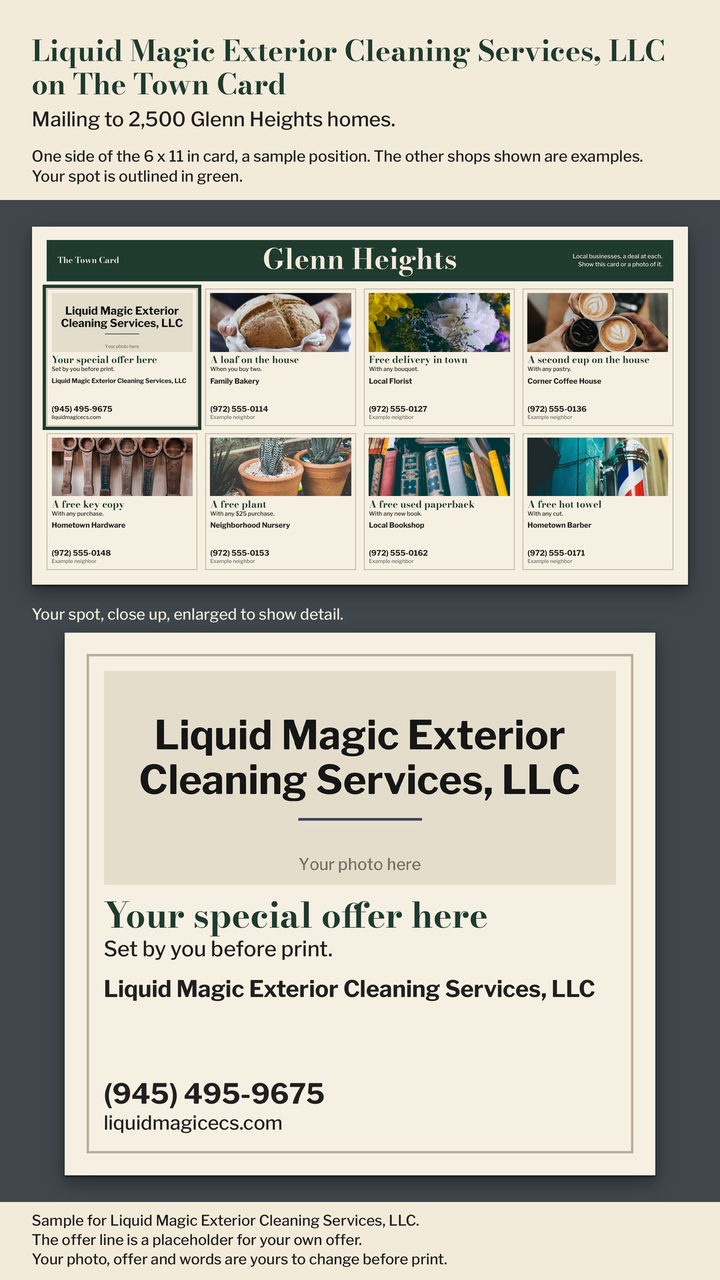 Liquid Magic Exterior Cleaning Services, LLC
on The Town Card
Mailing to 2,500 Glenn Heights homes.
One side of the 6 x 11 in card, a sample position. The other shops shown are examples.
Your spot is outlined in green.
The Town Card
Glenn Heights
Local businesses, a deal at each.
Show this card or a photo of it.
Liquid Magic Exterior
Cleaning Services, LLC
Your photo here
Your special offer here
Set by you before print.
Liquid Magic Exterior Cleaning Services, LLC
(945) 495-9675
liquidmagicecs.com
A loaf on the house
When you buy two.
Family Bakery
(972) 555-0114
Example neighbor
Free delivery in town
With any bouquet.
Local Florist
(972) 555-0127
Example neighbor
A second cup on the house
With any pastry.
Corner Coffee House
(972) 555-0136
Example neighbor
A free key copy
With any purchase.
Hometown Hardware
(972) 555-0148
Example neighbor
A free plant
With any $25 purchase.
Neighborhood Nursery
(972) 555-0153
Example neighbor
A free used paperback
With any new book.
Local Bookshop
(972) 555-0162
Example neighbor
A free hot towel
With any cut.
Hometown Barber
(972) 555-0171
Example neighbor
Your spot, close up, enlarged to show detail.
Liquid Magic Exterior
Cleaning Services, LLC
Your photo here
Your special offer here
Set by you before print.
Liquid Magic Exterior Cleaning Services, LLC
(945) 495-9675
liquidmagicecs.com
Sample for Liquid Magic Exterior Cleaning Services, LLC.
The offer line is a placeholder for your own offer.
Your photo, offer and words are yours to change before print.